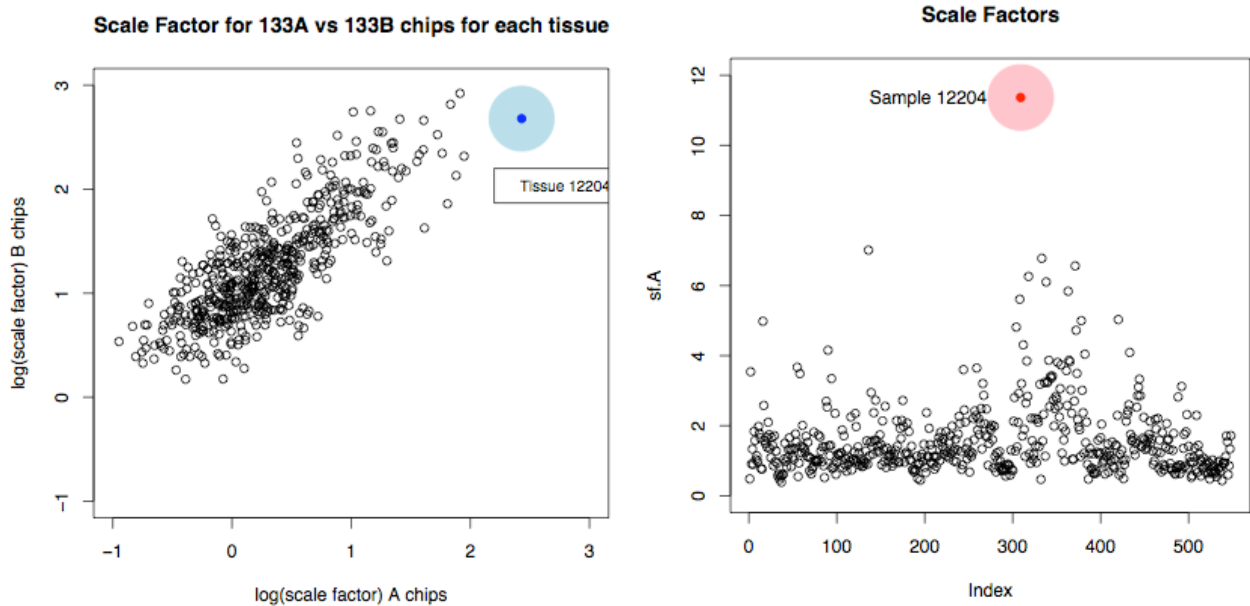 Scale Factor for 133A vs 133B chips for each tissue
3
2
1
0
−1
−1 0 1 2 3
log(scale factor) B chips
log(scale factor) A chips
Tissue 12204
Scale Factors
12
10
8
6
4
2
0
0 100 200 300 400 500
sf.A
Index
Sample 12204